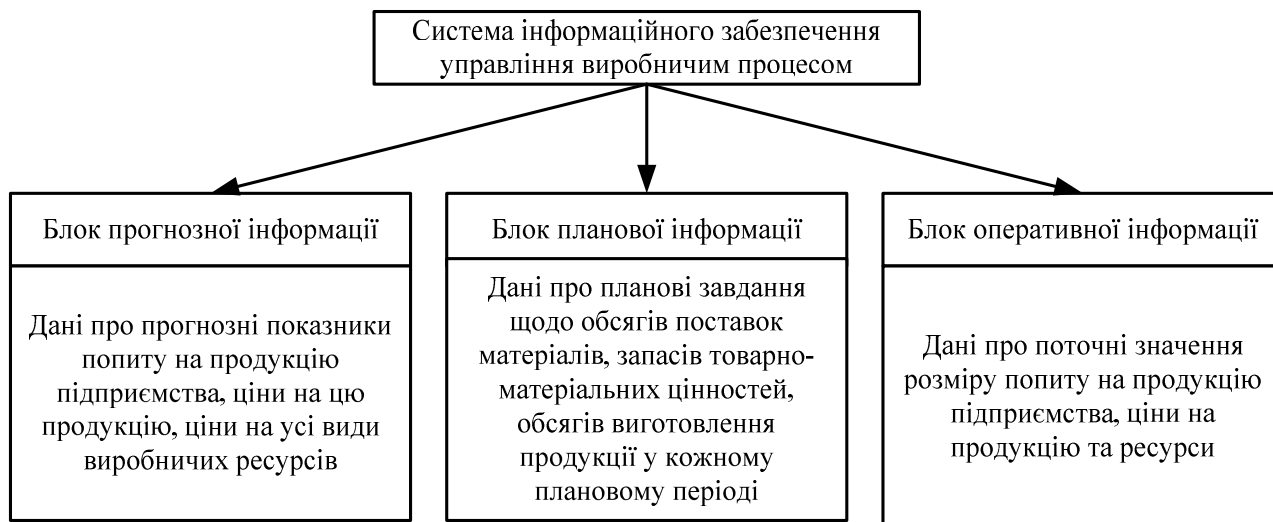 Система інформаційного забезпечення
управління виробничим процесом
Блок прогнозної інформації
Дані про прогнозні показники
попиту на продукцію
підприємства, ціни на цю
продукцію, ціни на усі види
виробничих ресурсів
Блок планової інформації
Дані про планові завдання
щодо обсягів поставок
матеріалів, запасів товарно-
матеріальних цінностей,
обсягів виготовлення
продукції у кожному
плановому періоді
Блок оперативної інформації
Дані про поточні значення
розміру попиту на продукцію
підприємства, ціни на
продукцію та ресурси